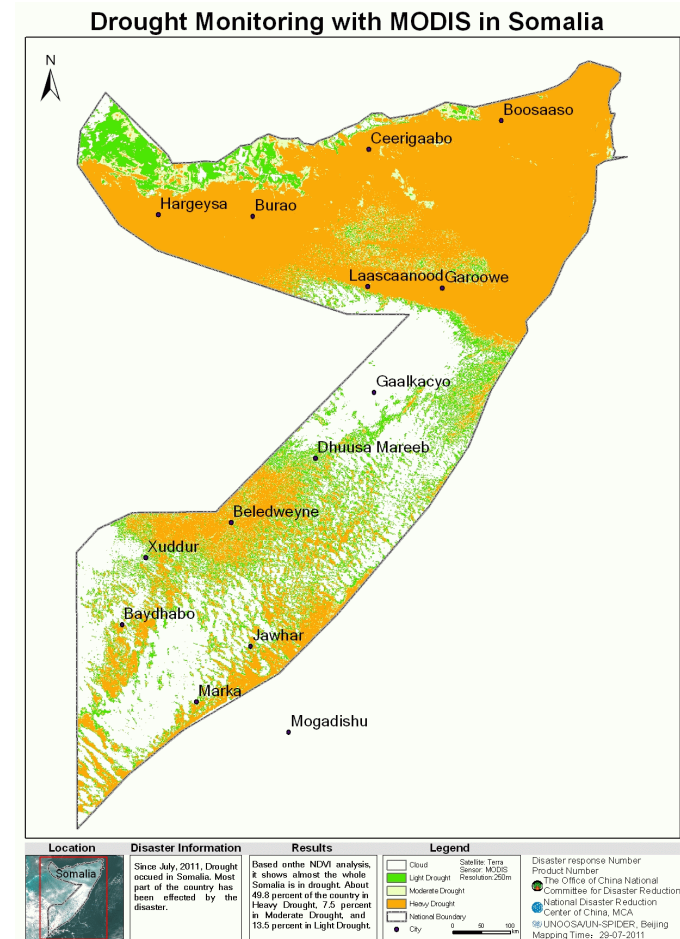 Drought Monitoring with MODIS in Somalia
N
Boosaaso
Ceerigaabo
Hargeysa
Burao
Laascaanood
Garoowe
Gaalkacyo
Dhuusa Mareeb
Beledweyne
Xuddur
Baydhabo
Jawhar
Marka
Mogadishu
Location
Somalia
Disaster Information
Since July, 2011, Drought
occued in Somalia. Most
part of the country has
been effected by the
disaster.
Results
Based onthe NDVI analysis,
it shows almost the whole
Somalia is in drought. About
49.8 percent of the country in
Heavy Drought, 7.5 percent
in Moderate Drought, and
13.5 percent in Light Drought.
Legend
Cloud
Light Drought
Moderate Drought
Heavy Drought
National Boundary
City
Satellite: Terra
Sensor: MODIS
Resolution:250m
0 50 100
km
Disaster response Number
Product Number
The Office of China National
Committee for Disaster Reduction
National Disaster Reduction
Center of China, MCA
UNOOSA/UN-SPIDER, Beijing
Mapping Time: 29-07-2011